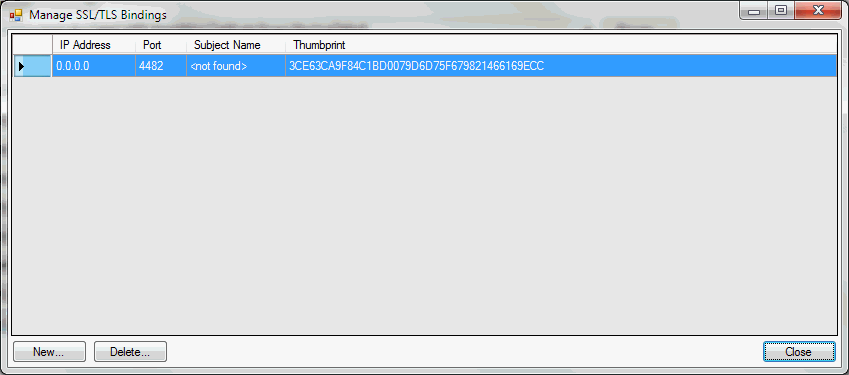 Manage SSL/TLS Bindings
IP Address Port Subject Name Thumbprint
0.0.0.0 4482 <not found> 3CE63CA9F84C1BD0079D6D75F679821466169ECC
New... Delete... Close